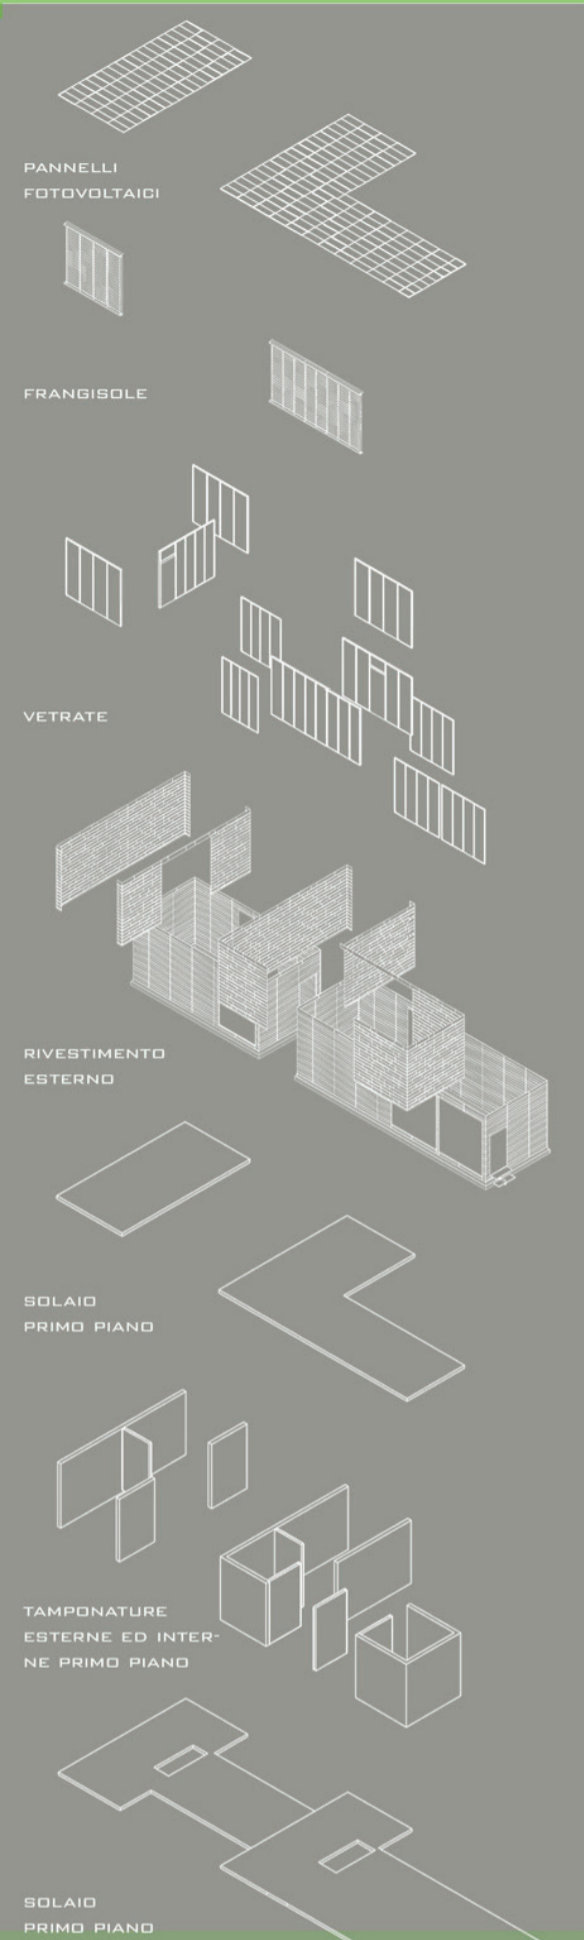 PANNELLI
FOTOVOLTAICI
FRANGISOLE
VETRATE
RIVESTIMENTO
ESTERNO
SOLAIO
PRIMO PIANO
TAMPONATURE
ESTERNE ED INTER-
NE PRIMO PIANO
SOLAIO
PRIMO PIANO